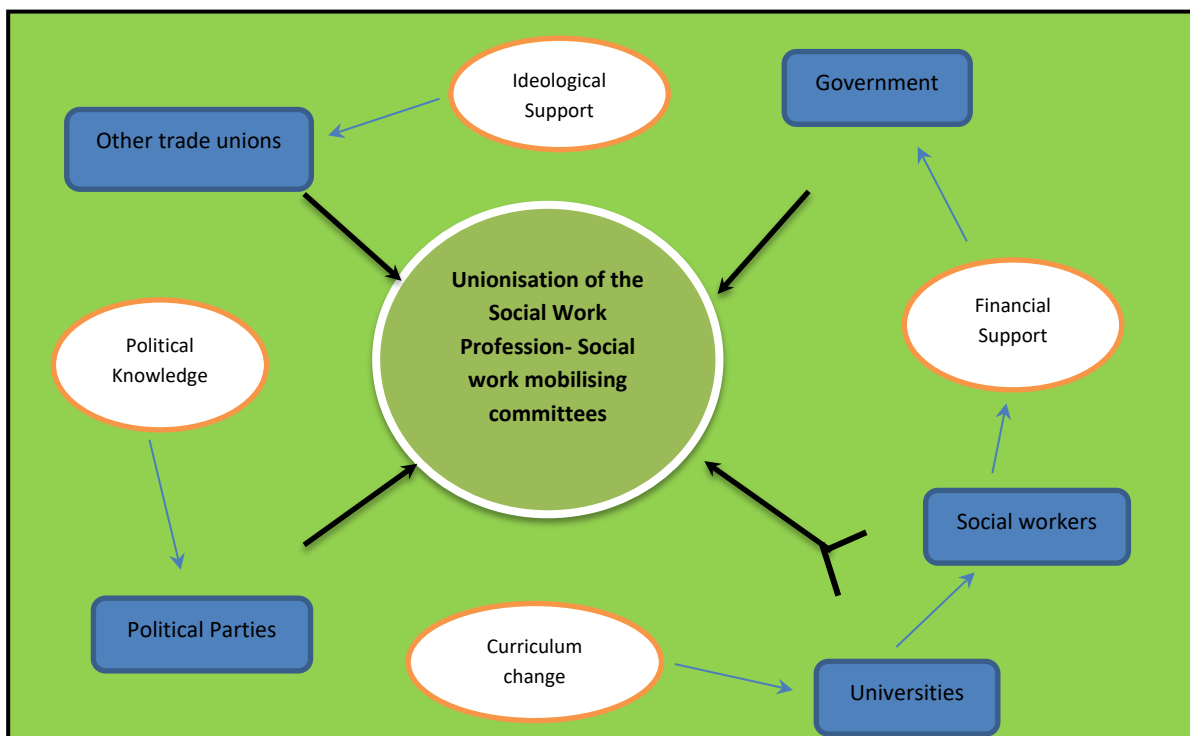 Ideological
Support
Government
Other trade unions
Unionisation of the
Social Work
Profession- Social
work mobilising
committees
Financial
Support
Political
Knowledge
Social workers
Political Parties
Curriculum
change
Universities